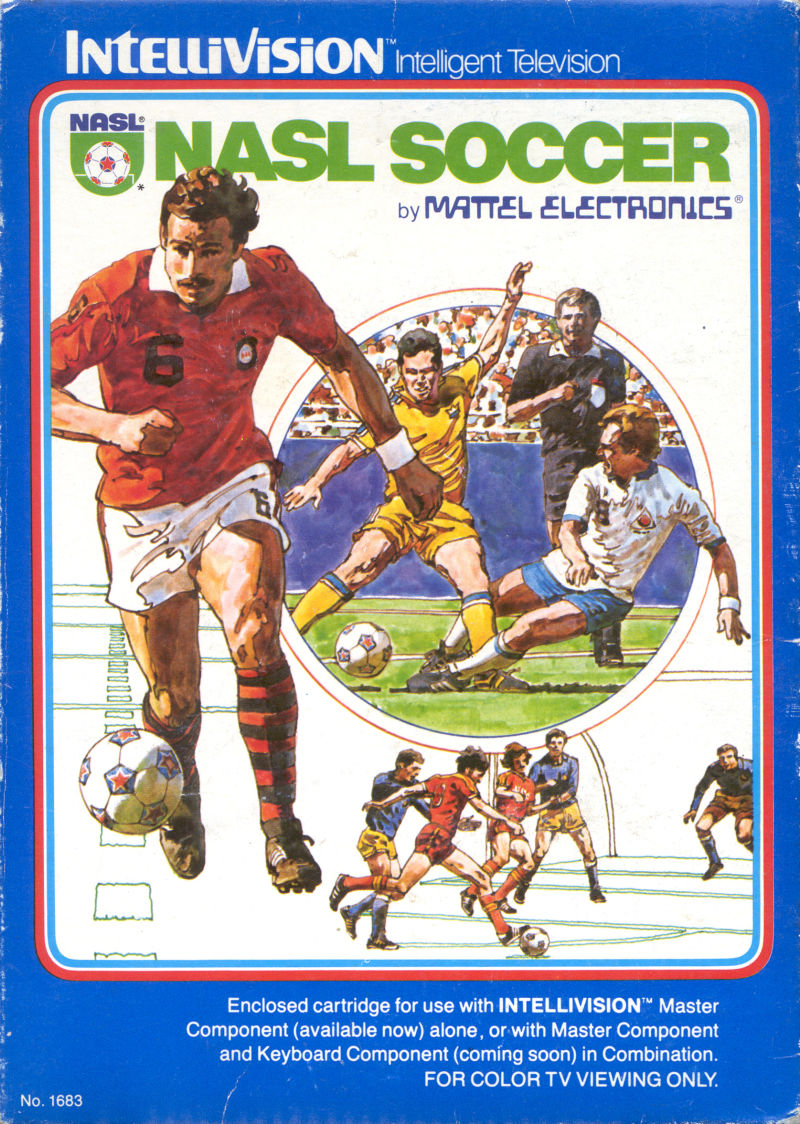 INTELLIVISION™ Intelligent Television
NASL®
*
NASL SOCCER
by MATTEL ELECTRONICS®
6
6
Enclosed cartridge for use with INTELLIVISION™ Master
Component (available now) alone, or with Master Component
and Keyboard Component (coming soon) in Combination.
FOR COLOR TV VIEWING ONLY.
No. 1683